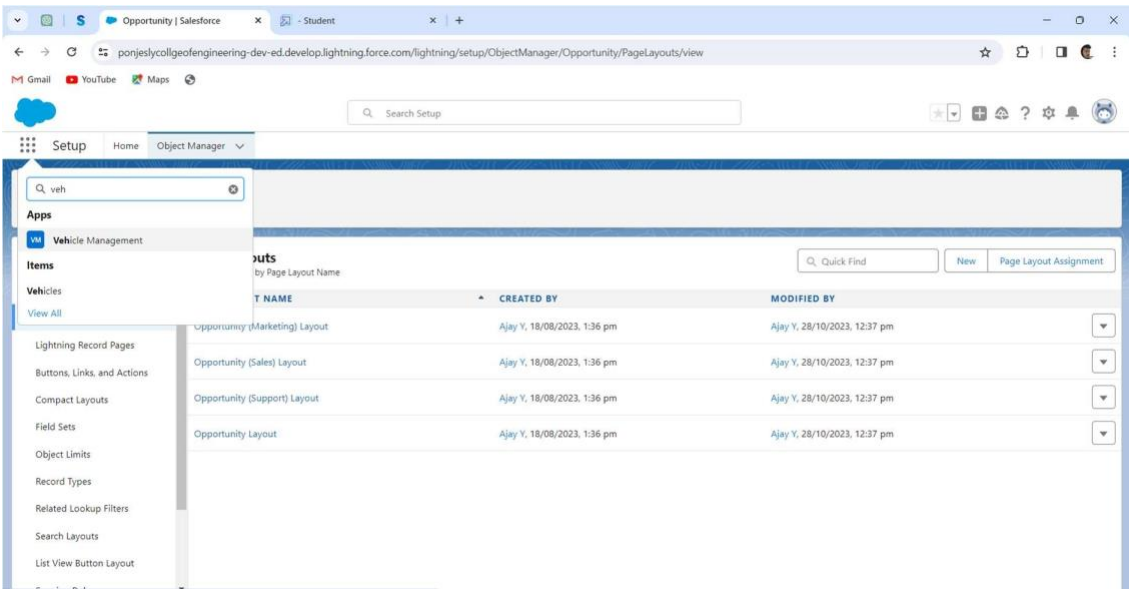 S Opportunity | Salesforce - Student
ponjeslycollgeofengineering-dev-ed.develop.lightning.force.com/lightning/setup/ObjectManager/Opportunity/PageLayouts/view
Gmail YouTube Maps
Search Setup
Setup Home Object Manager
veh
Apps
VM Vehicle Management
Items
Vehicles
View All
outs
by Page Layout Name
Quick Find New Page Layout Assignment
T NAME CREATED BY MODIFIED BY
Opportunity (Marketing) Layout Ajay Y, 18/08/2023, 1:36 pm Ajay Y, 28/10/2023, 12:37 pm
Opportunity (Sales) Layout Ajay Y, 18/08/2023, 1:36 pm Ajay Y, 28/10/2023, 12:37 pm
Opportunity (Support) Layout Ajay Y, 18/08/2023, 1:36 pm Ajay Y, 28/10/2023, 12:37 pm
Opportunity Layout Ajay Y, 18/08/2023, 1:36 pm Ajay Y, 28/10/2023, 12:37 pm
Lightning Record Pages
Buttons, Links, and Actions
Compact Layouts
Field Sets
Object Limits
Record Types
Related Lookup Filters
Search Layouts
List View Button Layout